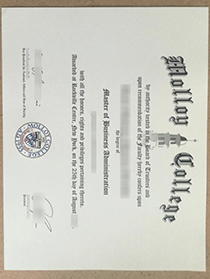 Molloy College
by authority vested in the Board of Trustees and
upon recommendation of the Faculty hereby confers upon
the degree of
Master of Business Administration
with all the honors, rights and privileges pertaining thereto
Awarded at Rockville Center, New York, on the 25th day of August